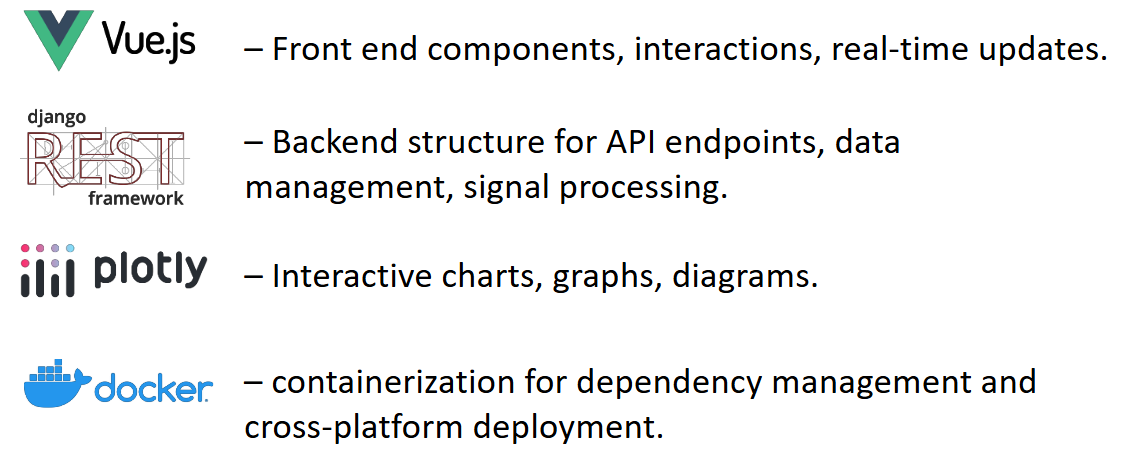 Vue.js
– Front end components, interactions, real-time updates.
django
REST
framework
– Backend structure for API endpoints, data
management, signal processing.
plotly
– Interactive charts, graphs, diagrams.
docker
– containerization for dependency management and
cross-platform deployment.